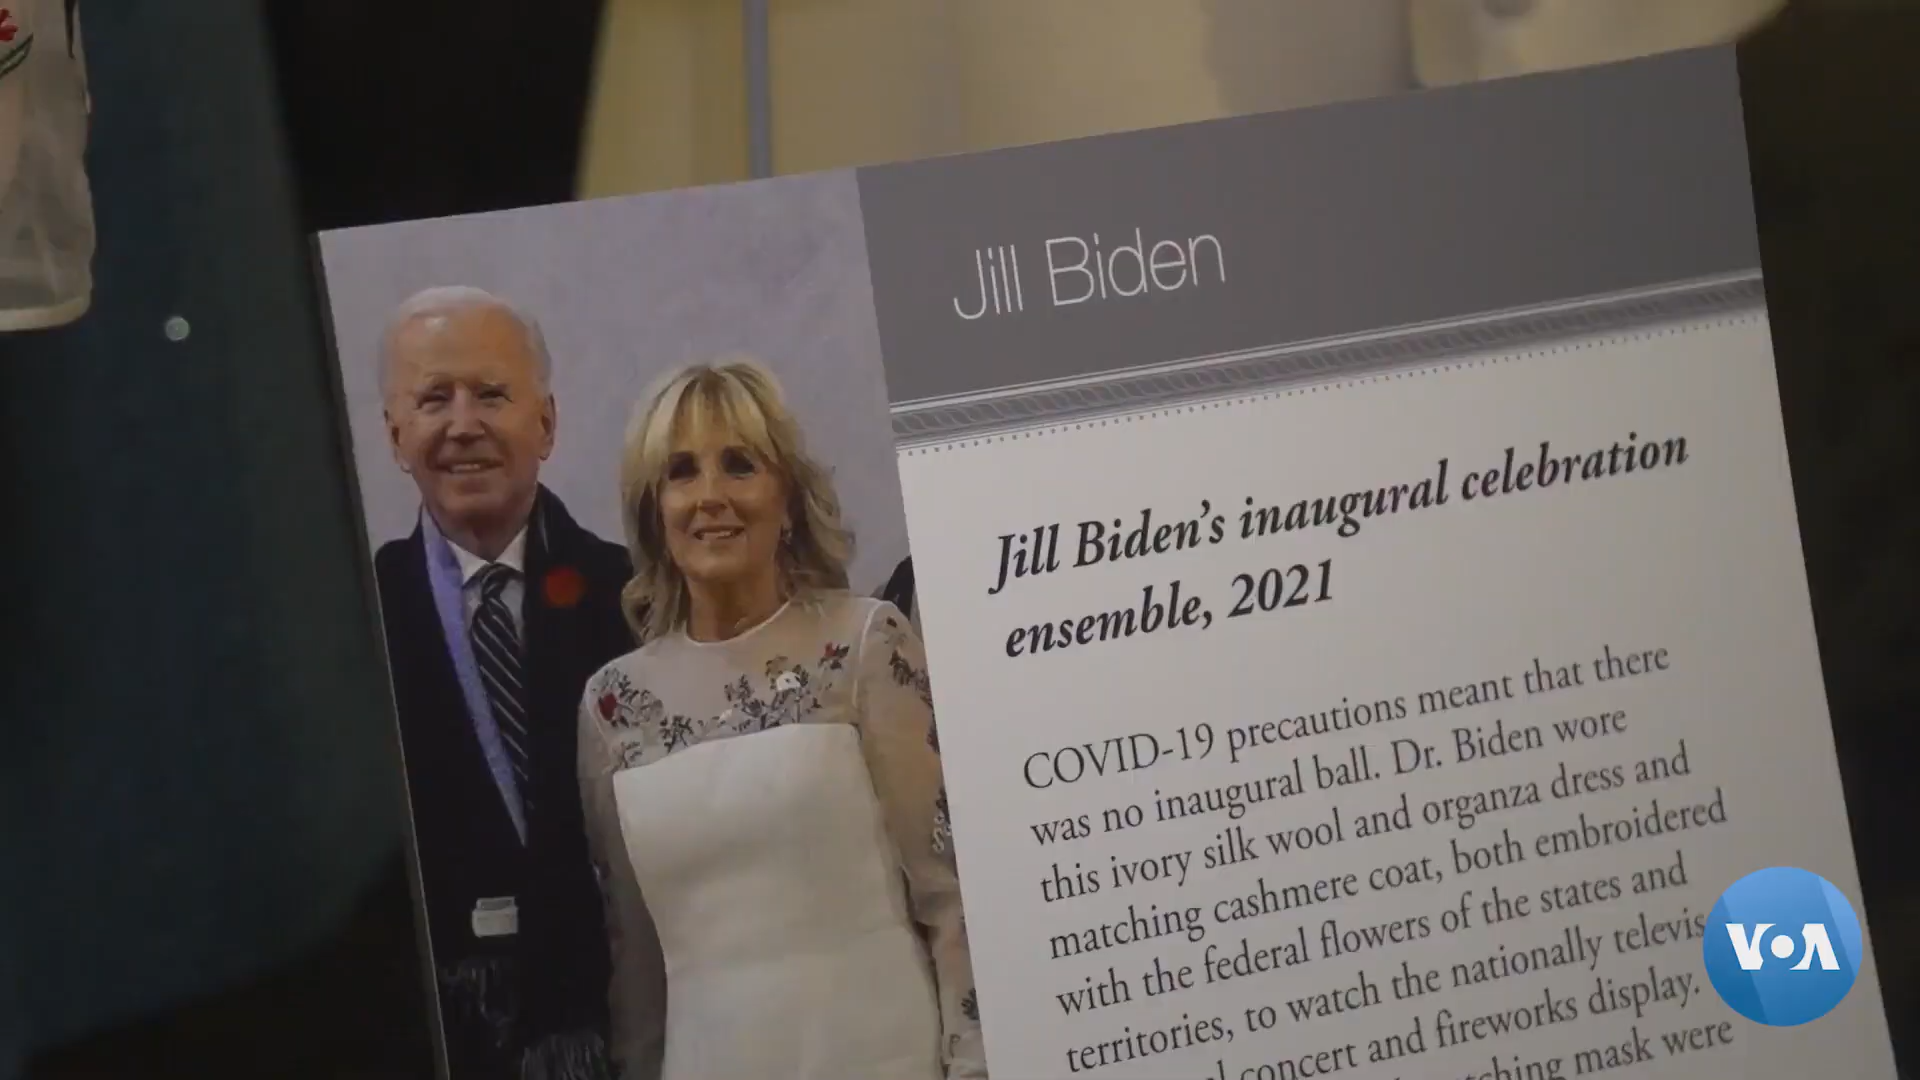 Jill Biden
Jill Biden's inaugural celebration
ensemble, 2021
COVID-19 precautions meant that there
was no inaugural ball. Dr. Biden wore
this ivory silk wool and organza dress and
matching cashmere coat, both embroidered
with the federal flowers of the states and
territories, to watch the nationally televis
concert and fireworks display.
mask were
VOA